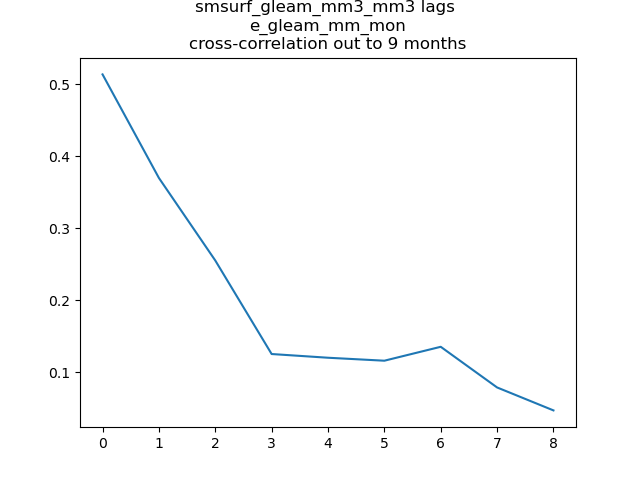 smsurf_gleam_mm3_mm3 lags
e_gleam_mm_mon
cross-correlation out to 9 months
0.5
0.4
0.3
0.2
0.1
0 1 2 3 4 5 6 7 8